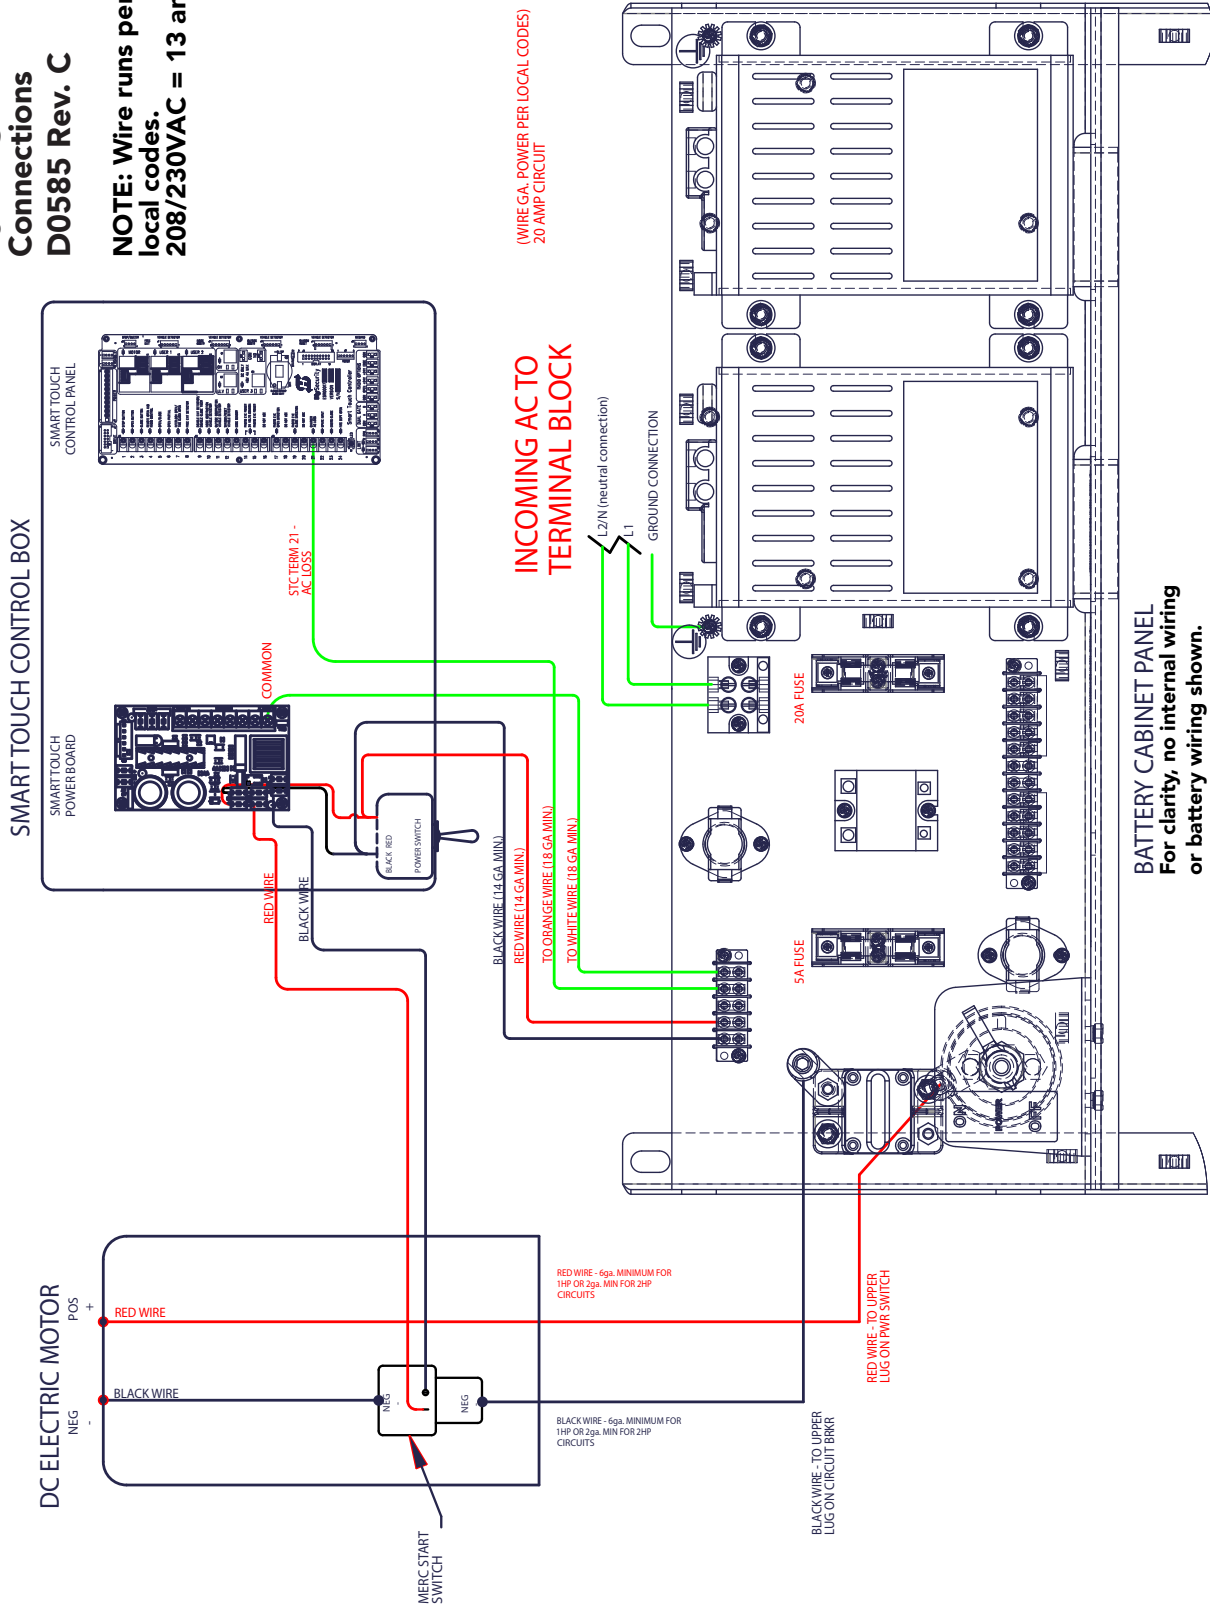 Connections
D0585 Rev. C
NOTE: Wire runs per
local codes.
208/230VAC = 13 
SMART TOUCH CONTROL BOX
SMART TOUCH
CONTROL PANEL
SMART TOUCH
POWER BOARD
STC TERM 21 -
AC LOSS
COMMON
BLACK RED
POWER SWITCH
RED WIRE
BLACK WIRE
BLACK WIRE (14 GA MIN.)
RED WIRE (14 GA MIN.)
TO ORANGE WIRE (18 GA MIN.)
TO WHITE WIRE (18 GA MIN.)
(WIRE GA. POWER PER LOCAL CODES)
20 AMP CIRCUIT
INCOMING AC TO
TERMINAL BLOCK
L2/N (neutral connection)
L1
GROUND CONNECTION
20A FUSE
5A FUSE
ON
POWER
OFF
BATTERY CABINET PANEL
For clarity, no internal wiring
or battery wiring shown.
DC ELECTRIC MOTOR
POS
+
NEG
-
RED WIRE
BLACK WIRE
NEG
-
NEG
MERC START
SWITCH
RED WIRE - 6ga. MINIMUM FOR
1HP OR 2ga. MIN FOR 2HP
CIRCUITS
BLACK WIRE - 6ga. MINIMUM FOR
1HP OR 2ga. MIN FOR 2HP
CIRCUITS
RED WIRE - TO UPPER
LUG ON PWR SWITCH
BLACK WIRE - TO UPPER
LUG ON CIRCUIT BRKR
Smart Touch Controller